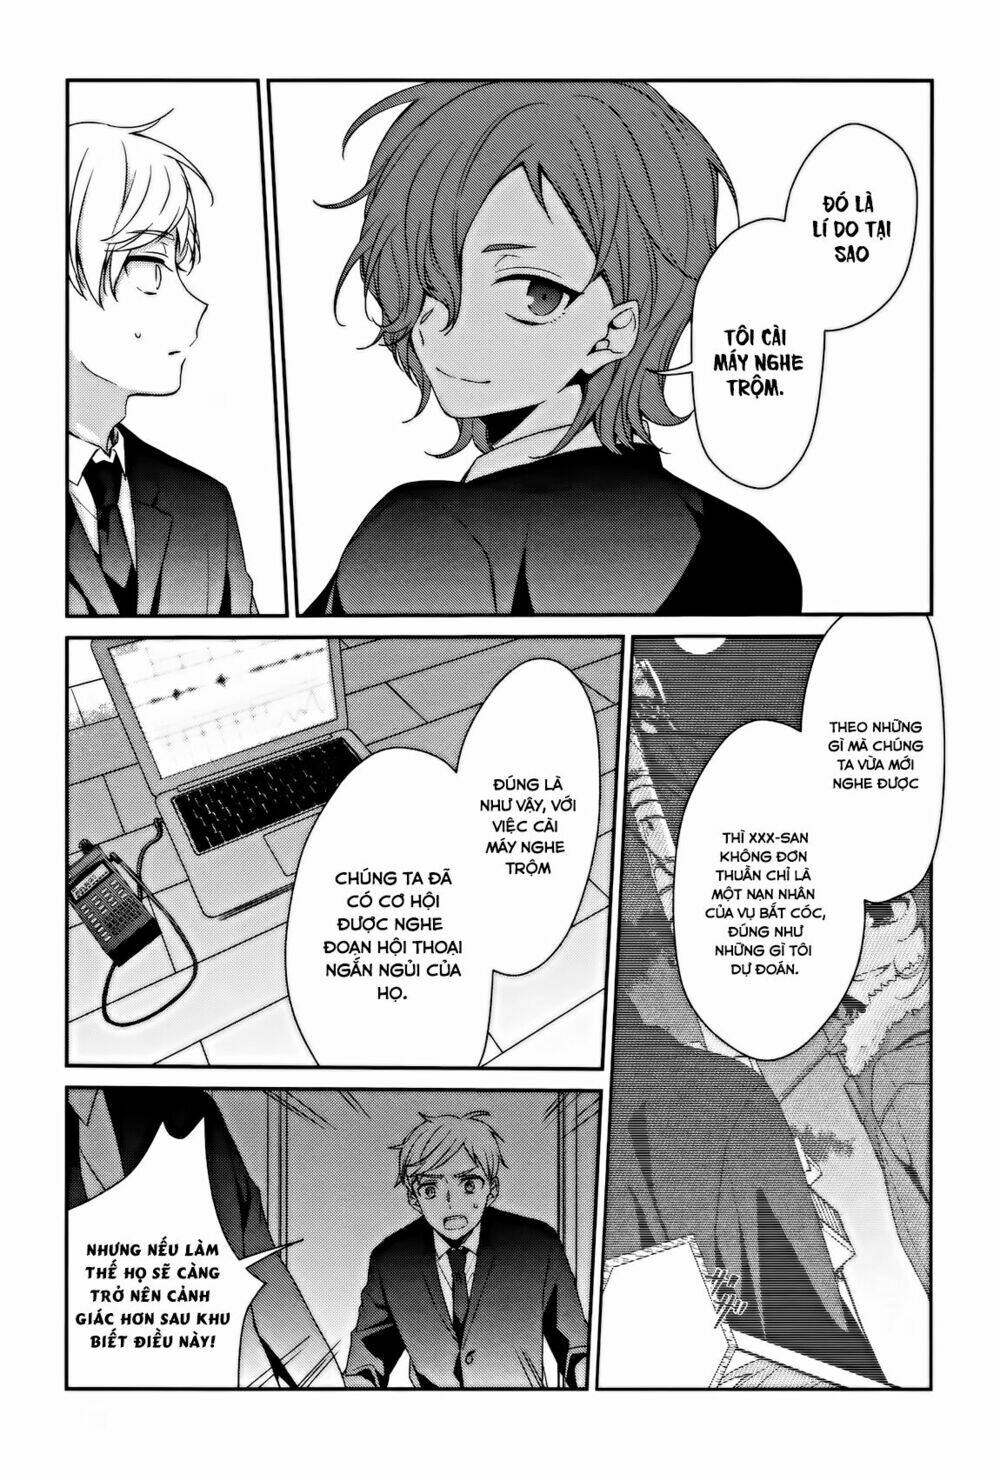 ĐÓ LÀ
LÍ DO TẠI
SAO
TÔI CÀI
MÁY NGHE
TRỘM.
THEO NHỮNG
GÌ MÀ CHÚNG
TA VỪA MỚI
NGHE ĐƯỢC
THÌ XXX-SAN
KHÔNG ĐƠN
THUẦN CHỈ LÀ
MỘT NẠN NHÂN
CỦA VỤ BẮT CÓC,
ĐÚNG NHƯ
NHỮNG GÌ TÔI
DỰ ĐOÁN.
ĐÚNG LÀ
NHƯ VẬY, VỚI
VIỆC CÀI
MÁY NGHE
TRỘM
CHÚNG TA ĐÃ
CÓ CƠ HỘI
ĐƯỢC NGHE
ĐOẠN HỘI THOẠI
NGẮN NGỦI CỦA
HỌ.
NHƯNG NẾU LÀM
THẾ HỌ SẼ CÀNG
TRỞ NÊN CẢNH
GIÁC HƠN SAU KHU
BIẾT ĐIỀU NÀY!